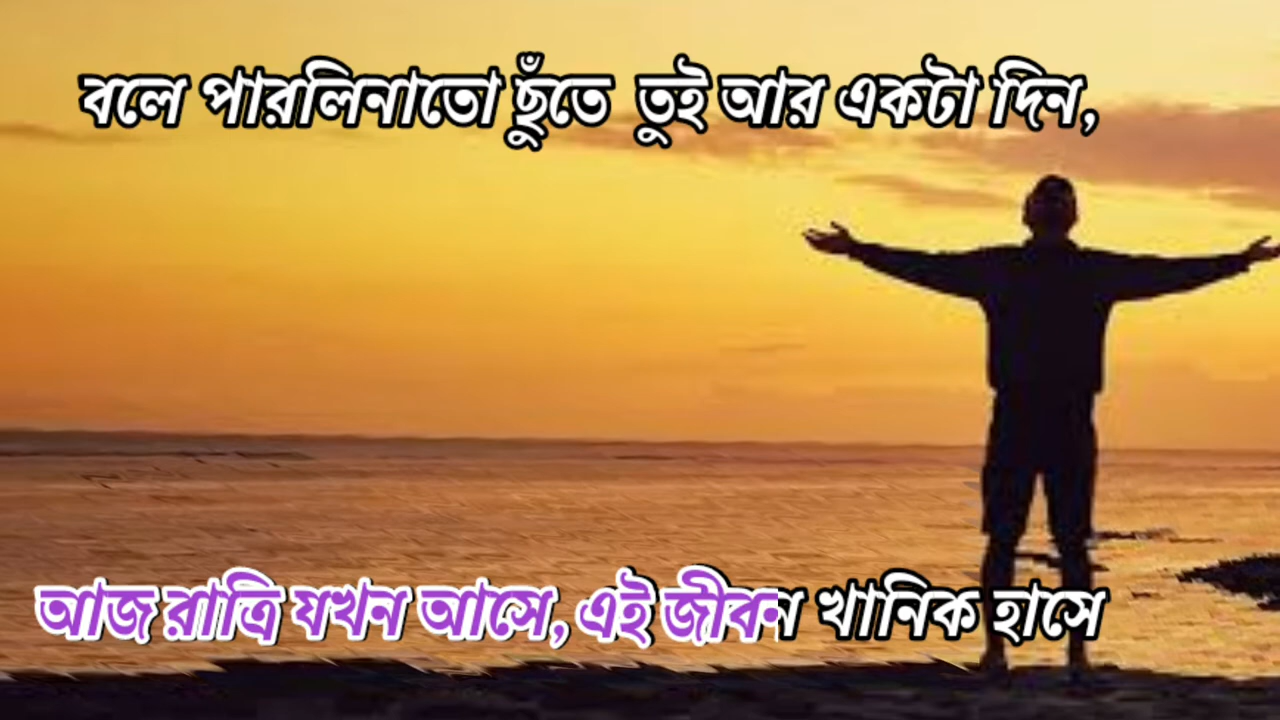 বলে পারলিনাতো ছুঁতে তুই আর একটা দিন,
আজ রাত্রি যখন আসে, এই জীবন খানিক হাসে